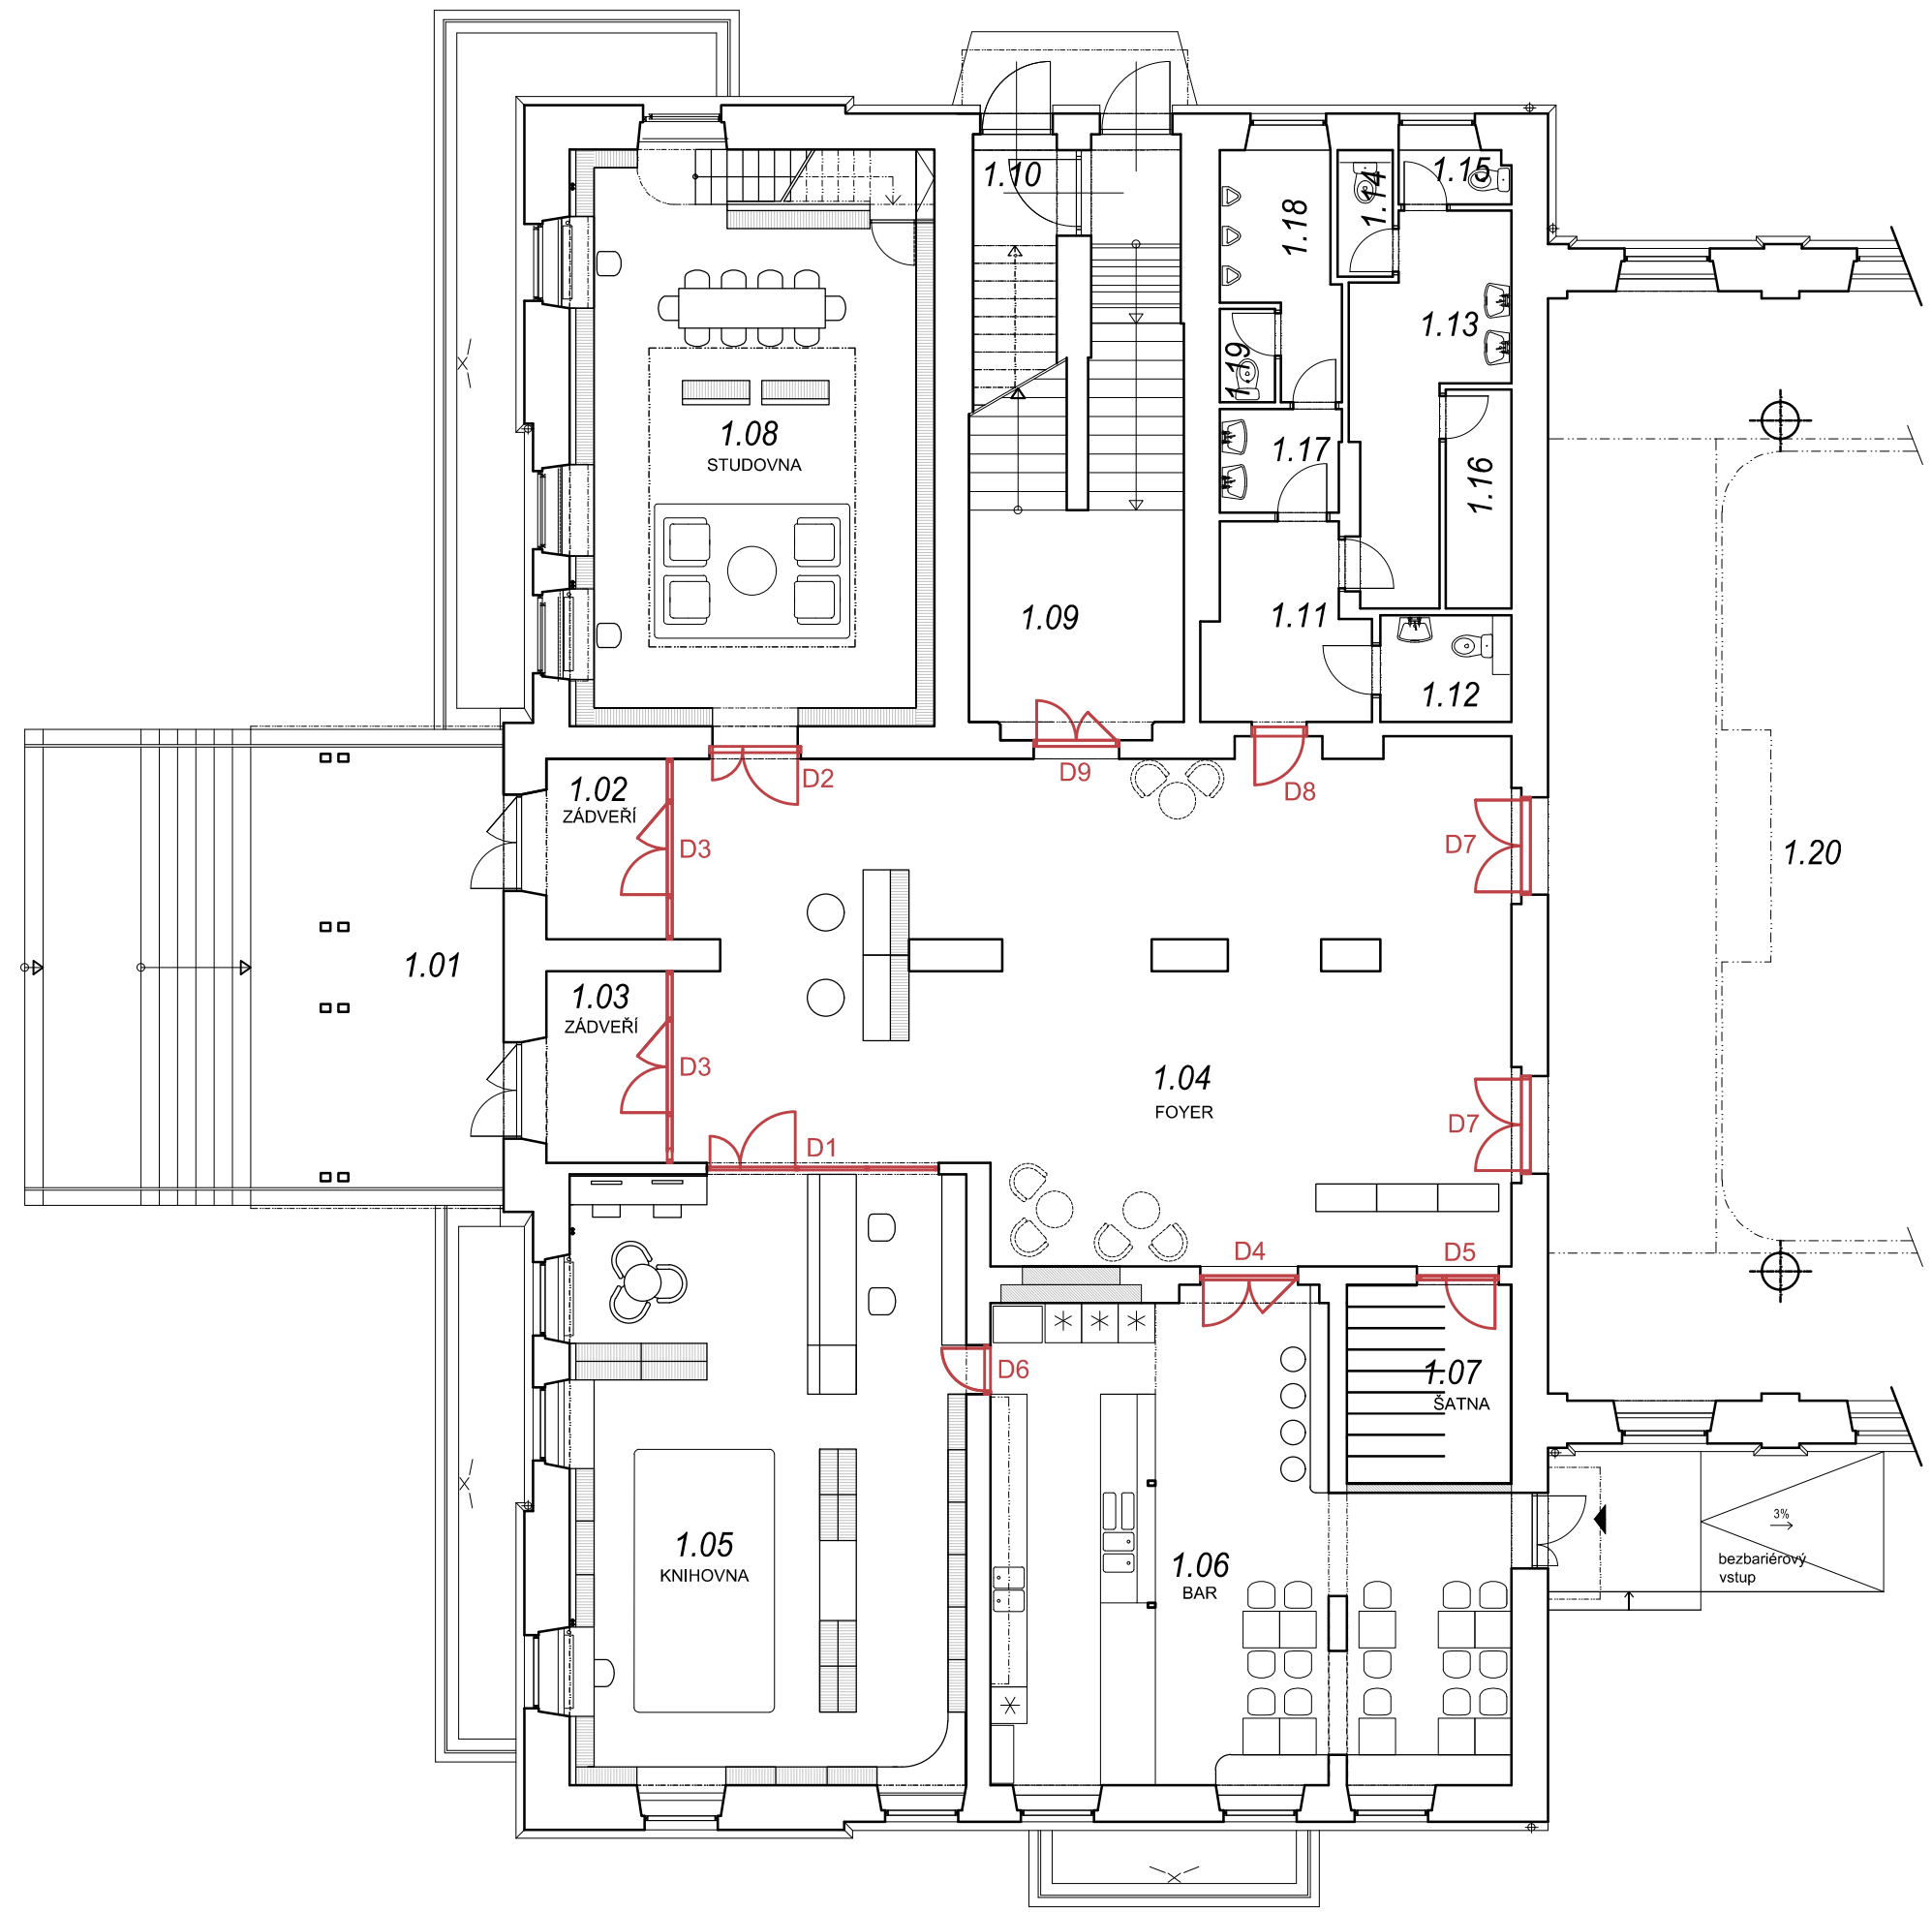 1.10
1.14
1.15
1.18
1.13
1.19
1.08
STUDOVNA
1.17
1.16
1.09
1.11
1.12
D2
D9
D8
1.02
ZÁDVEŘÍ
D3
D7
1.20
1.01
1.03
ZÁDVEŘÍ
D3
1.04
FOYER
D7
D1
D4
D5
D6
1.07
ŠATNA
1.05
KNIHOVNA
1.06
BAR
3%
bezbariérový
vstup